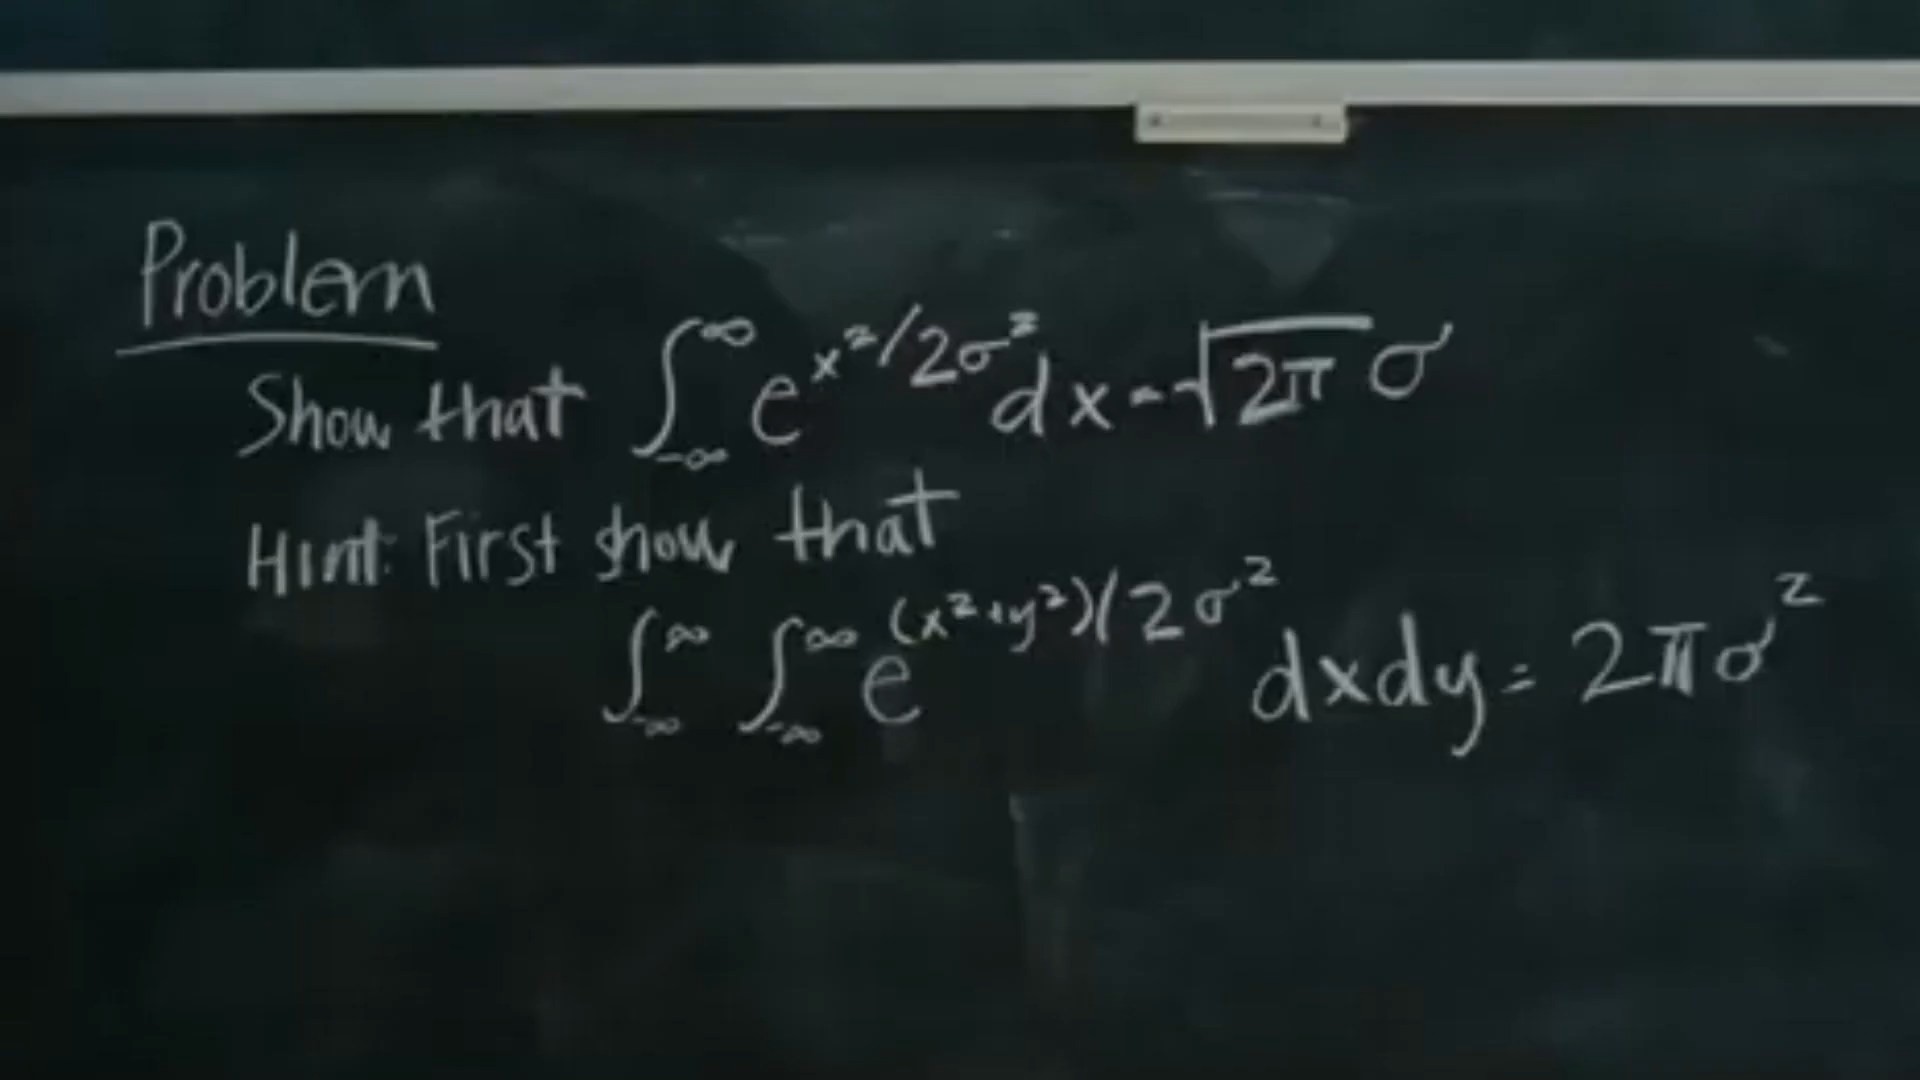 Problem
Show that ∫_{-∞}^{∞} e^{x²/2σ²} dx = √(2π) σ
Hint: First show that
∫_{-∞}^{∞} ∫_{-∞}^{∞} e^{(x²+y²)/2σ²} dxdy = 2πσ²